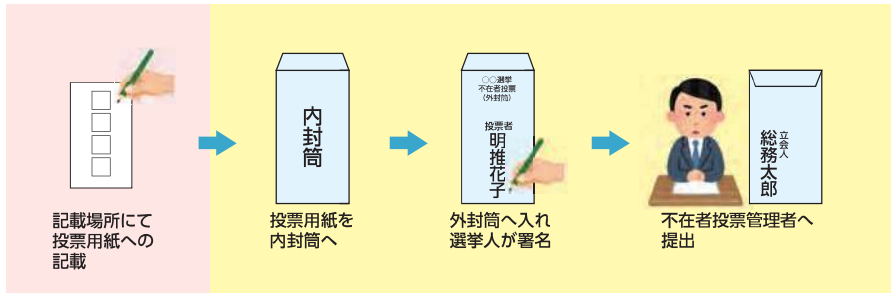 記載場所にて
投票用紙への
記載
内封筒
投票用紙を
内封筒へ
○○選挙
不在者投票
（外封筒）
投票者
明推花子
外封筒へ入れ
選挙人が署名
立会人
総務太郎
不在者投票管理者へ
提出